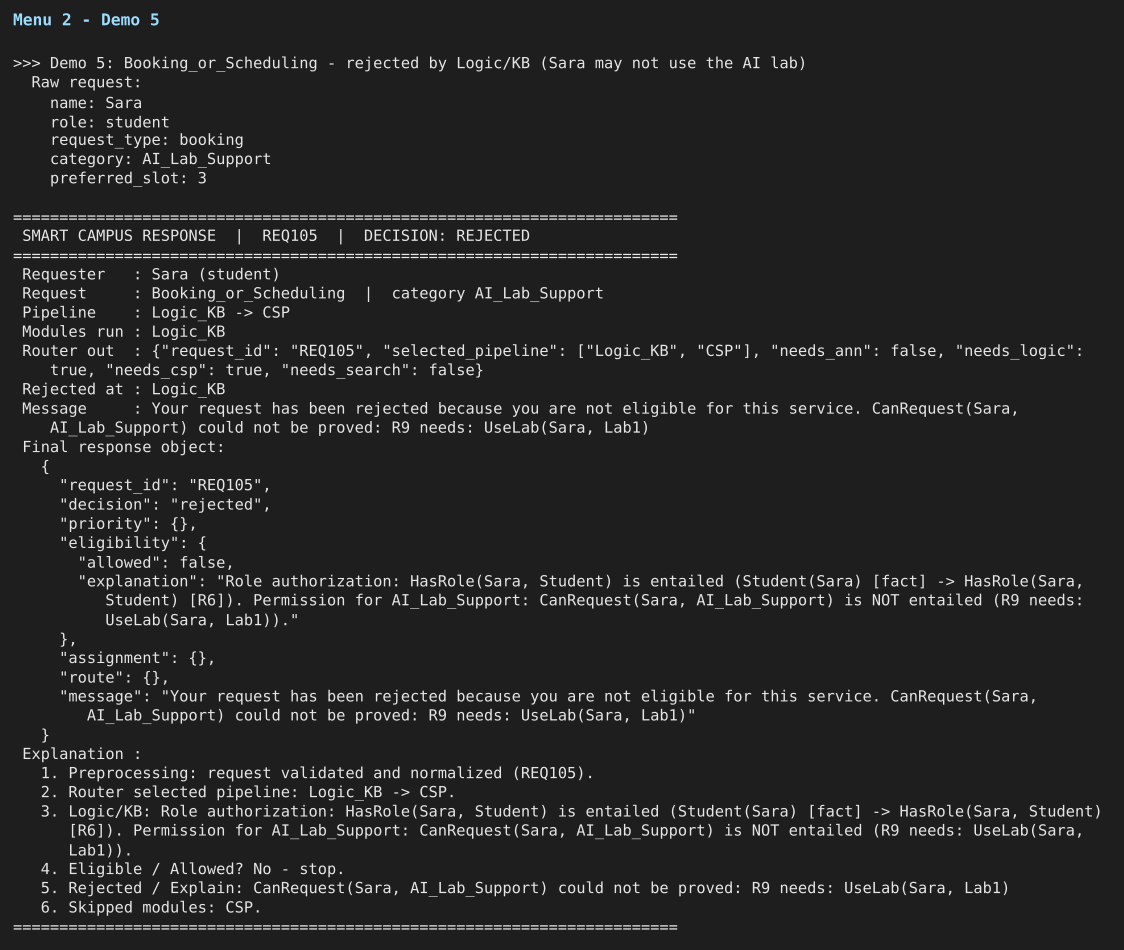 Menu 2 - Demo 5
>>> Demo 5: Booking_or_Scheduling - rejected by Logic/KB (Sara may not use the AI lab)
Raw request:
name: Sara
role: student
request_type: booking
category: AI_Lab_Support
preferred_slot: 3
========================================================================
SMART CAMPUS RESPONSE  |  REQ105  |  DECISION: REJECTED
========================================================================
Requester   : Sara (student)
Request     : Booking_or_Scheduling  |  category AI_Lab_Support
Pipeline    : Logic_KB -> CSP
Modules run : Logic_KB
Router out  : {"request_id": "REQ105", "selected_pipeline": ["Logic_KB", "CSP"], "needs_ann": false, "needs_logic":
true, "needs_csp": true, "needs_search": false}
Rejected at : Logic_KB
Message     : Your request has been rejected because you are not eligible for this service. CanRequest(Sara,
AI_Lab_Support) could not be proved: R9 needs: UseLab(Sara, Lab1)
Final response object:
{
"request_id": "REQ105",
"decision": "rejected",
"priority": {},
"eligibility": {
"allowed": false,
"explanation": "Role authorization: HasRole(Sara, Student) is entailed (Student(Sara) [fact] -> HasRole(Sara,
Student) [R6]). Permission for AI_Lab_Support: CanRequest(Sara, AI_Lab_Support) is NOT entailed (R9 needs:
UseLab(Sara, Lab1))."
},
"assignment": {},
"route": {},
"message": "Your request has been rejected because you are not eligible for this service. CanRequest(Sara,
AI_Lab_Support) could not be proved: R9 needs: UseLab(Sara, Lab1)"
}
Explanation :
1. Preprocessing: request validated and normalized (REQ105).
2. Router selected pipeline: Logic_KB -> CSP.
3. Logic/KB: Role authorization: HasRole(Sara, Student) is entailed (Student(Sara) [fact] -> HasRole(Sara, Student)
[R6]). Permission for AI_Lab_Support: CanRequest(Sara, AI_Lab_Support) is NOT entailed (R9 needs: UseLab(Sara,
Lab1)).
4. Eligible / Allowed? No - stop.
5. Rejected / Explain: CanRequest(Sara, AI_Lab_Support) could not be proved: R9 needs: UseLab(Sara, Lab1)
6. Skipped modules: CSP.
========================================================================